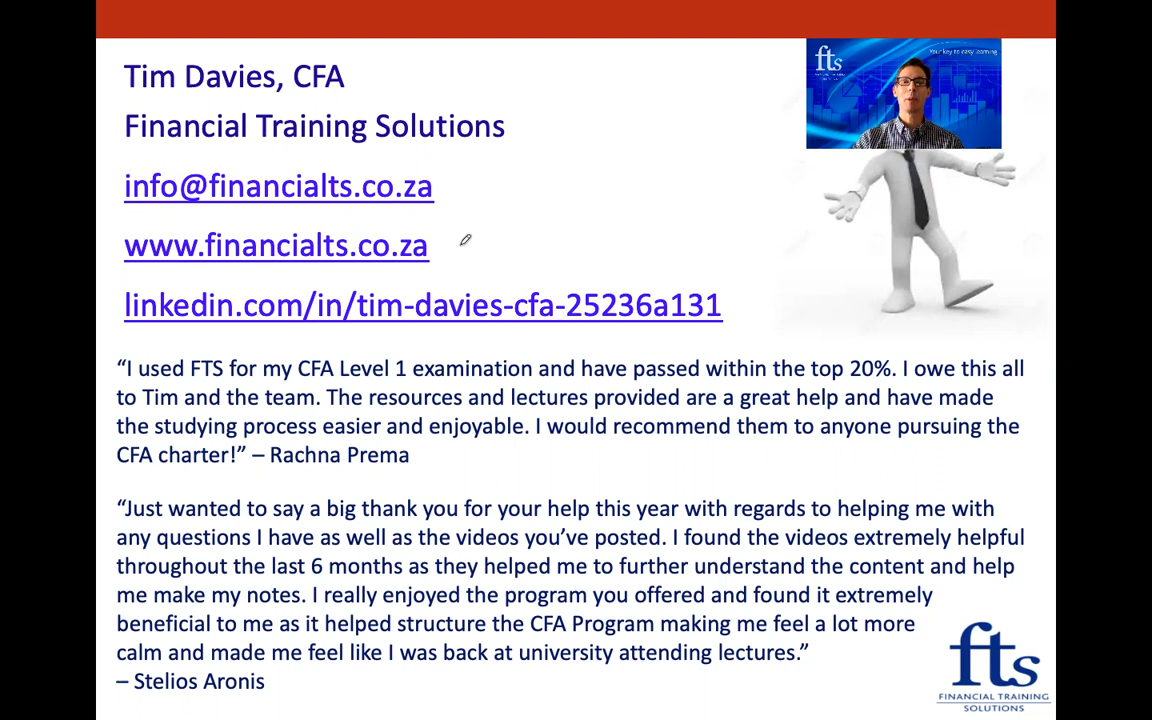 Tim Davies, CFA
Financial Training Solutions
info@financialts.co.za
www.financialts.co.za
linkedin.com/in/tim-davies-cfa-25236a131
fts
Your key to easy learning
“I used FTS for my CFA Level 1 examination and have passed within the top 20%. I owe this all
to Tim and the team. The resources and lectures provided are a great help and have made
the studying process easier and enjoyable. I would recommend them to anyone pursuing the
CFA charter!” – Rachna Prema
“Just wanted to say a big thank you for your help this year with regards to helping me with
any questions I have as well as the videos you’ve posted. I found the videos extremely helpful
throughout the last 6 months as they helped me to further understand the content and help
me make my notes. I really enjoyed the program you offered and found it extremely
beneficial to me as it helped structure the CFA Program making me feel a lot more
calm and made me feel like I was back at university attending lectures.”
– Stelios Aronis
fts
FINANCIAL TRAINING
SOLUTIONS